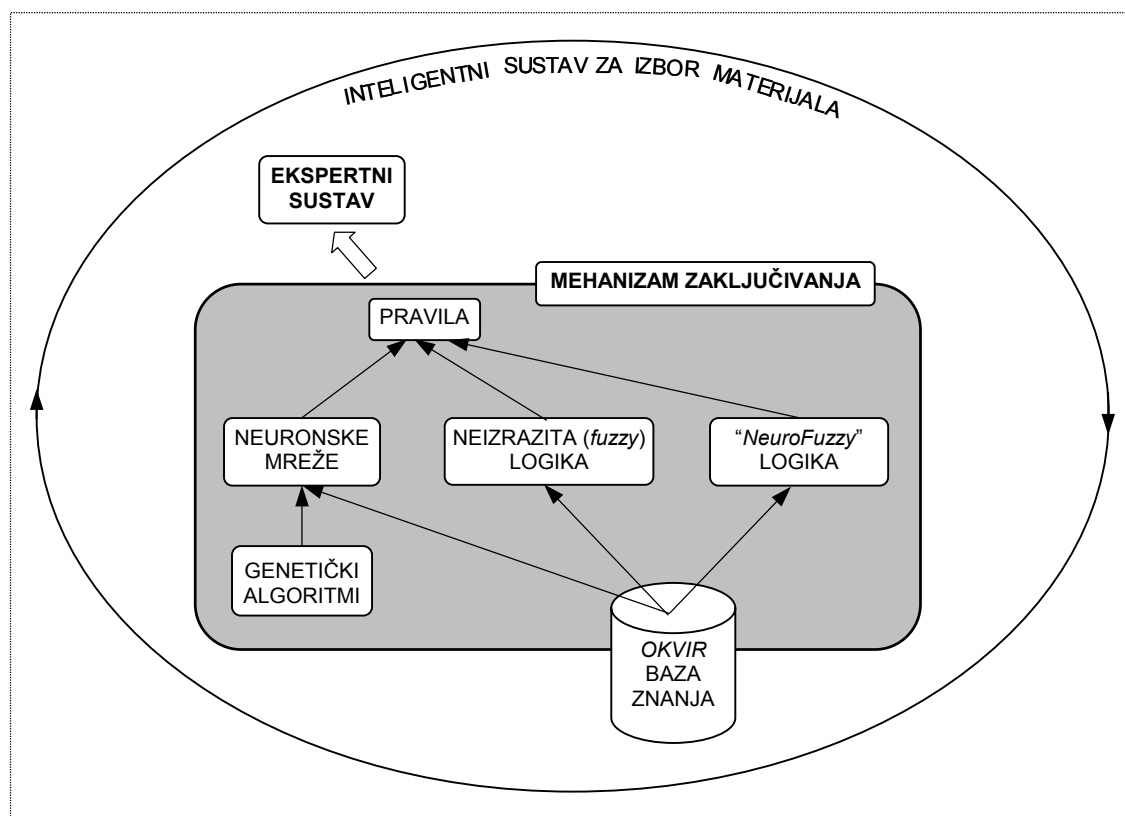 INTELIGENTNI SUSTAV ZA IZBOR MATERIJALA
EKSPERTNI
SUSTAV
MEHANIZAM ZAKLJUČIVANJA
PRAVILA
NEURONSKE
MREŽE
NEIZRAZITA (fuzzy)
LOGIKA
“NeuroFuzzy”
LOGIKA
GENETIČKI
ALGORITMI
OKVIR
BAZA
ZNANJA